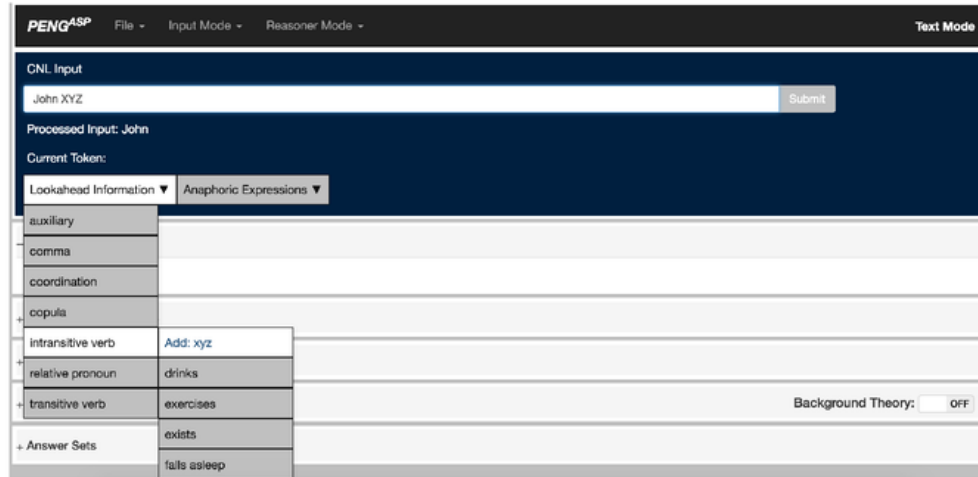 PENG^ASP File Input Mode Reasoner Mode Text Mode
CNL Input
John XYZ Submit
Processed Input: John
Current Token:
Lookahead Information ▼ Anaphoric Expressions ▼
auxiliary
comma
coordination
copula
intransitive verb Add: xyz
relative pronoun drinks
+ transitive verb exercises Background Theory: OFF
exists
+ Answer Sets
falls asleep